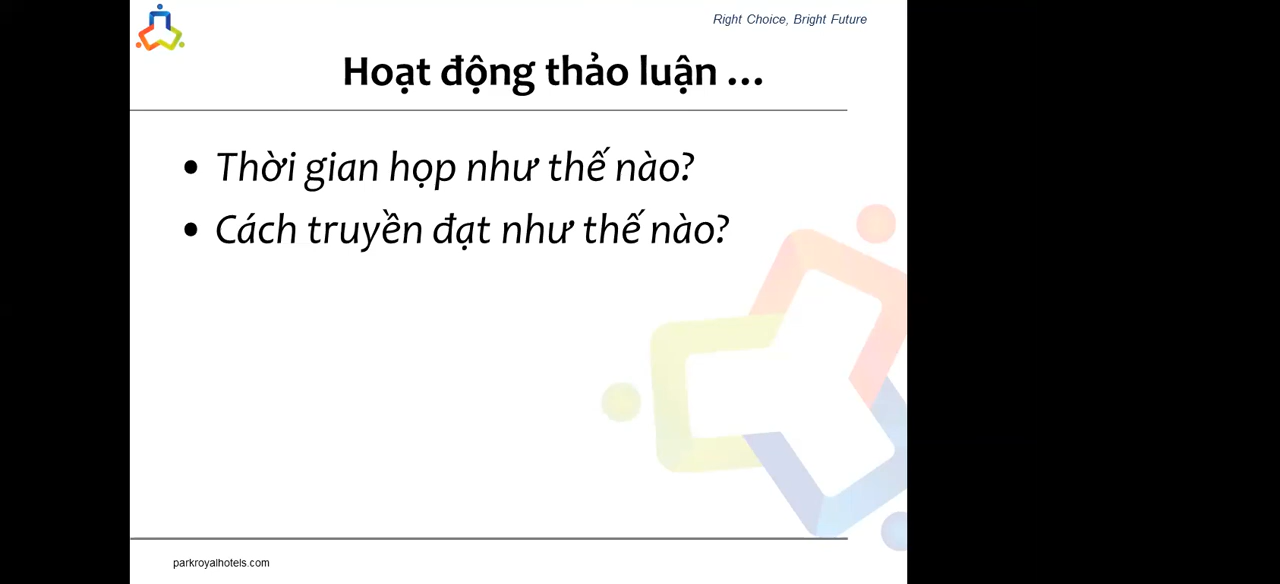 Right Choice, Bright Future
Hoạt động thảo luận ...
• Thời gian họp như thế nào?
• Cách truyền đạt như thế nào?
parkroyalhotels.com